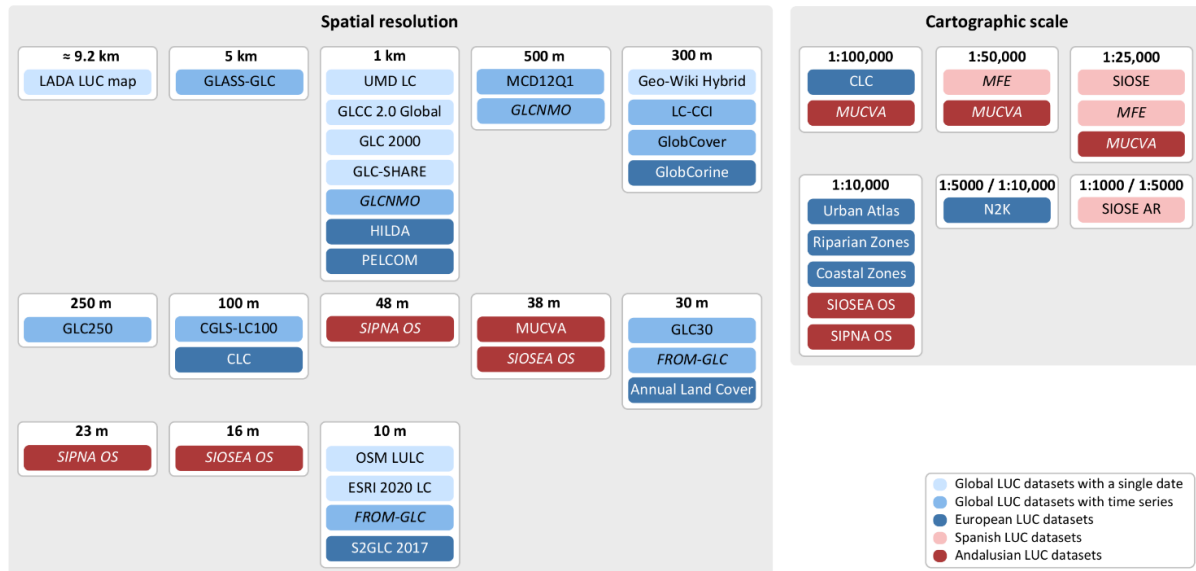 Spatial resolution
≈ 9.2 km
LADA LUC map
5 km
GLASS-GLC
1 km
UMD LC
GLCC 2.0 Global
GLC 2000
GLC-SHARE
GLCNMO
HILDA
PELCOM
500 m
MCD12Q1
GLCNMO
300 m
Geo-Wiki Hybrid
LC-CCI
GlobCover
GlobCorine
250 m
GLC250
100 m
CGLS-LC100
CLC
48 m
SIPNA OS
38 m
MUCVA
SIOSEA OS
30 m
GLC30
FROM-GLC
Annual Land Cover
23 m
SIPNA OS
16 m
SIOSEA OS
10 m
OSM LULC
ESRI 2020 LC
FROM-GLC
S2GLC 2017
Cartographic scale
1:100,000
CLC
MUCVA
1:50,000
MFE
MUCVA
1:25,000
SIOSE
MFE
MUCVA
1:10,000
Urban Atlas
Riparian Zones
Coastal Zones
SIOSEA OS
SIPNA OS
1:5000 / 1:10,000
N2K
1:1000 / 1:5000
SIOSE AR
Global LUC datasets with a single date
Global LUC datasets with time series
European LUC datasets
Spanish LUC datasets
Andalusian LUC datasets